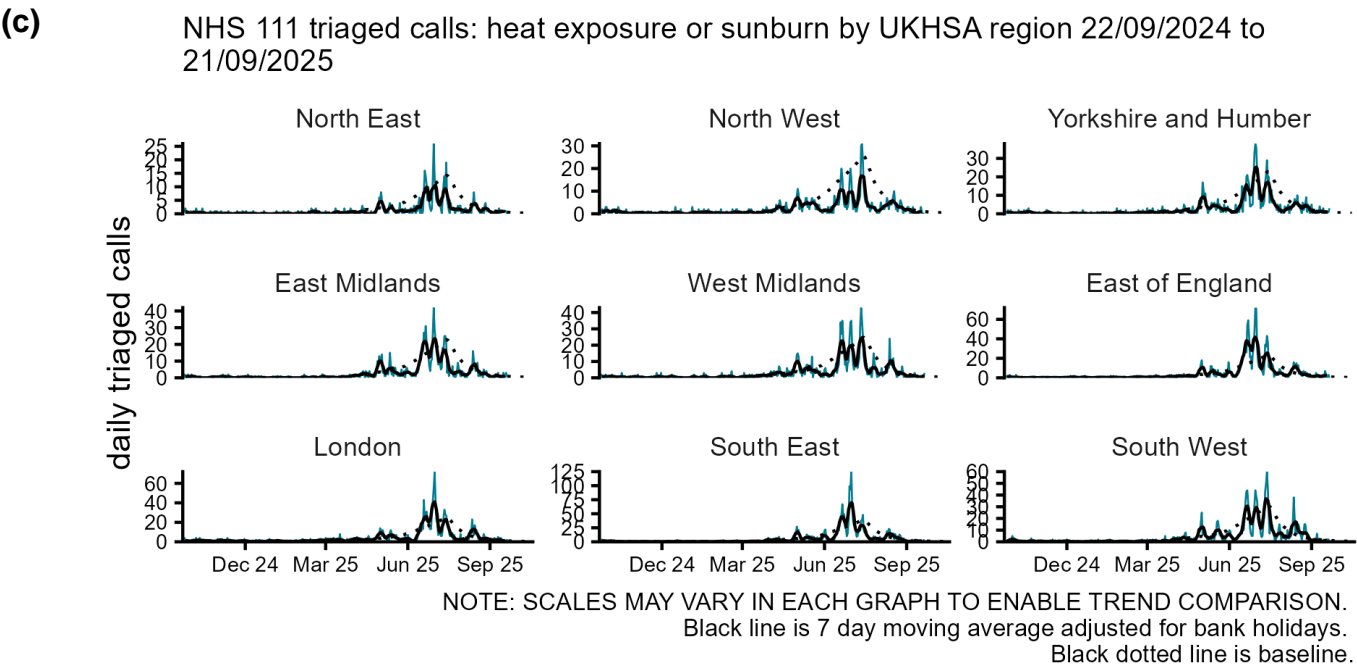 (c)
NHS 111 triaged calls: heat exposure or sunburn by UKHSA region 22/09/2024 to
21/09/2025
daily triaged calls
North East
25
20
15
10
5
0
North West
30
20
10
0
Yorkshire and Humber
30
20
10
0
East Midlands
40
30
20
10
0
West Midlands
40
30
20
10
0
East of England
60
40
20
0
London
60
40
20
0
South East
125
100
75
50
25
0
South West
60
50
40
30
20
10
0
Dec 24 Mar 25 Jun 25 Sep 25
Dec 24 Mar 25 Jun 25 Sep 25
Dec 24 Mar 25 Jun 25 Sep 25
NOTE: SCALES MAY VARY IN EACH GRAPH TO ENABLE TREND COMPARISON.
Black line is 7 day moving average adjusted for bank holidays.
Black dotted line is baseline.